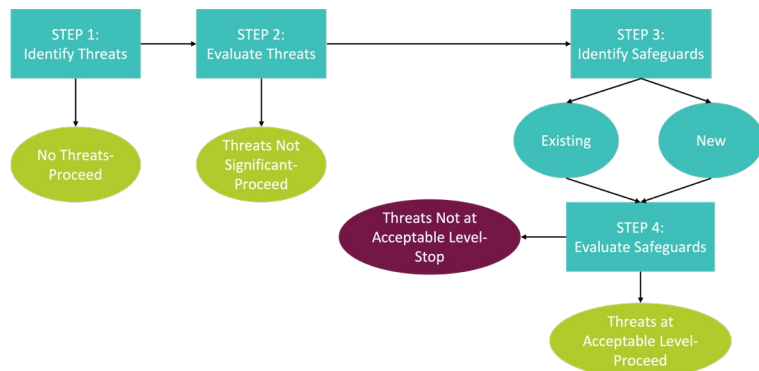 STEP 1:
Identify Threats
STEP 2:
Evaluate Threats
STEP 3:
Identify Safeguards
No Threats-
Proceed
Threats Not
Significant-
Proceed
Existing
New
Threats Not at
Acceptable Level-
Stop
STEP 4:
Evaluate Safeguards
Threats at
Acceptable Level-
Proceed